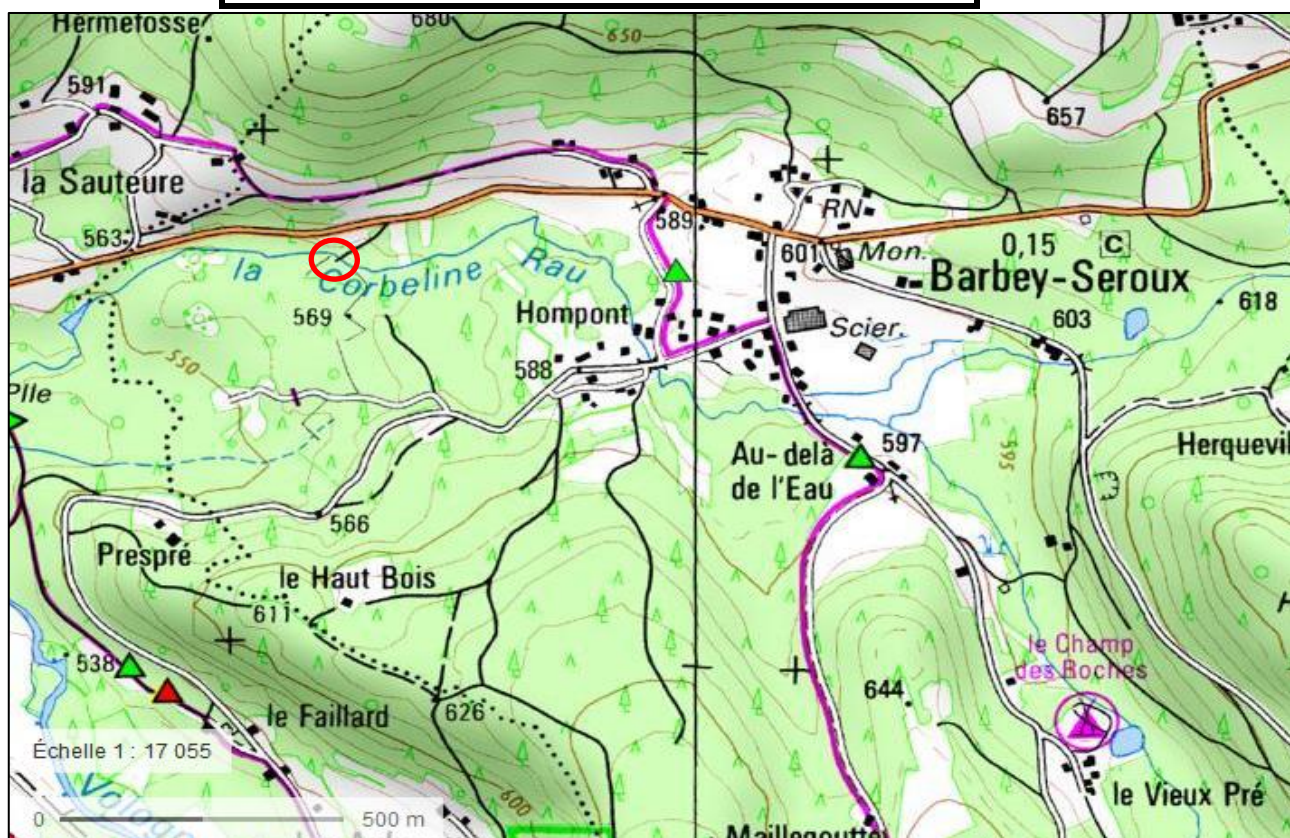 Hermefosse
680
650
591
657
la Sauteure
589
RN
563
601
Mon.
0,15
C
la Corbeline Rau
Barbey-Seroux
569
Hompont
Scier.
603
618
588
550
Plle
Au-delà
de l'Eau
597
595
566
Prespré
le Haut Bois
611
le Champ
des Roches
538
644
626
le Faillard
Échelle 1 : 17 055
600
0
500 m
le Vieux Pré